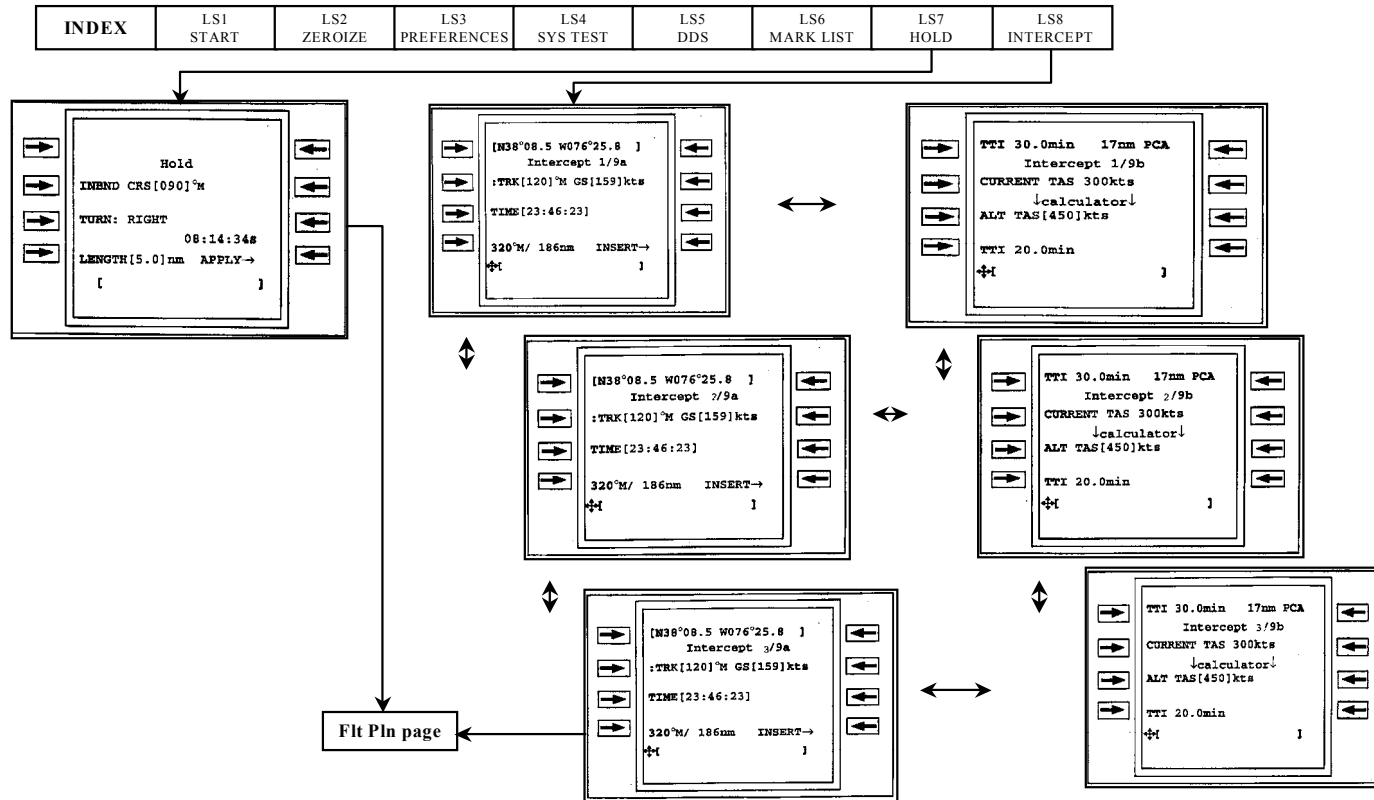 INDEX
LS1
START
LS2
ZEROIZE
LS3
PREFERENCES
LS4
SYS TEST
LS5
DDS
LS6
MARK LIST
LS7
HOLD
LS8
INTERCEPT
Hold
INBND CRS[090]°M
TURN: RIGHT
08:14:34s
LENGTH[5.0]nm APPLY→
[ ]
[N38°08.5 W076°25.8 ]
Intercept 1/9a
:TRK[120]°M GS[159]kts
TIME[23:46:23]
320°M/ 186nm INSERT→
[ ]
TTI 30.0min 17nm PCA
Intercept 1/9b
CURRENT TAS 300kts
↓calculator↓
ALT TAS[450]kts
TTI 20.0min
[ ]
[N38°08.5 W076°25.8 ]
Intercept 2/9a
:TRK[120]°M GS[159]kts
TIME[23:46:23]
320°M/ 186nm INSERT→
[ ]
TTI 30.0min 17nm PCA
Intercept 2/9b
CURRENT TAS 300kts
↓calculator↓
ALT TAS[450]kts
TTI 20.0min
[ ]
[N38°08.5 W076°25.8 ]
Intercept 3/9a
:TRK[120]°M GS[159]kts
TIME[23:46:23]
320°M/ 186nm INSERT→
[ ]
TTI 30.0min 17nm PCA
Intercept 3/9b
CURRENT TAS 300kts
↓calculator↓
ALT TAS[450]kts
TTI 20.0min
[ ]
Flt Pln page